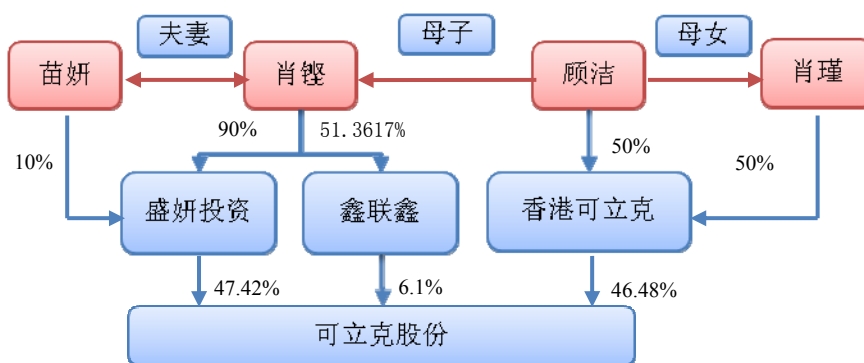 夫妻
母子
母女
苗妍
肖铿
顾洁
肖瑾
90%
51.3617%
10%
50%
50%
盛妍投资
鑫联鑫
香港可立克
47.42%
6.1%
46.48%
可立克股份